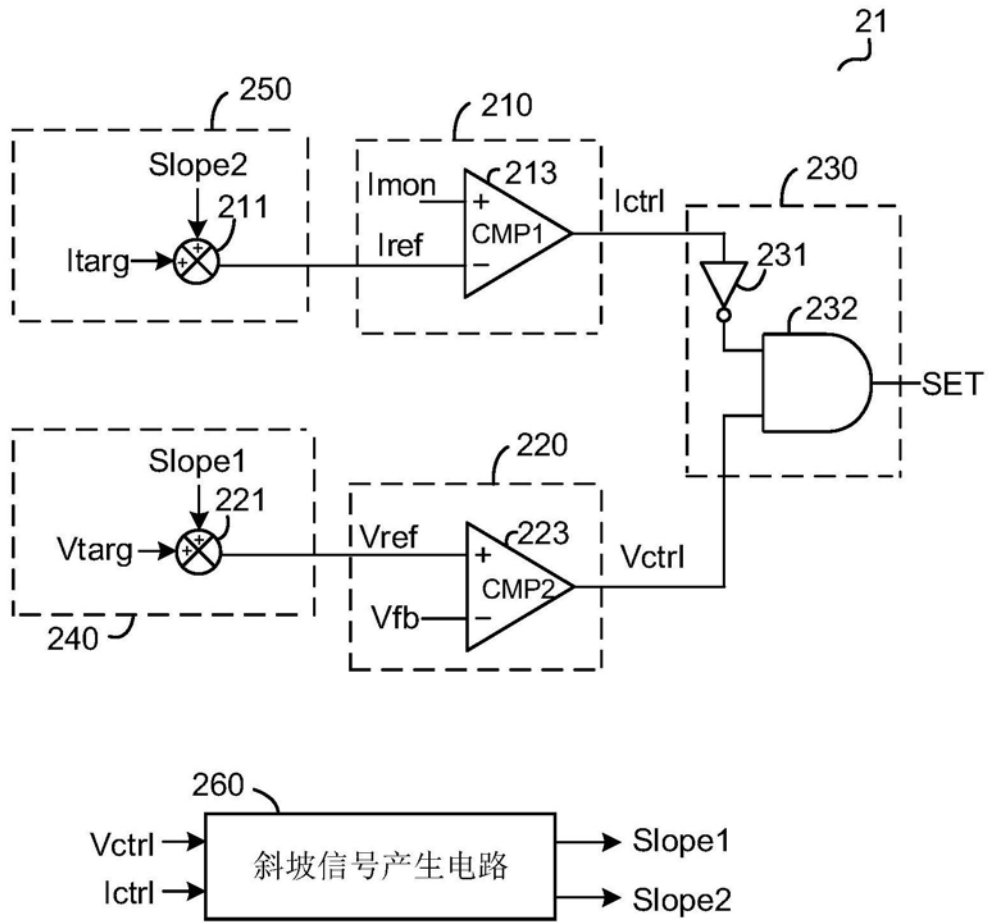 21
250
Slope2
211
Itarg
+
+
210
213
Imon
+
CMP1
Iref
−
Ictrl
230
231
232
SET
Slope1
221
Vtarg
+
+
240
220
223
Vref
+
CMP2
Vfb
−
Vctrl
260
Vctrl
Ictrl
斜坡信号产生电路
Slope1
Slope2